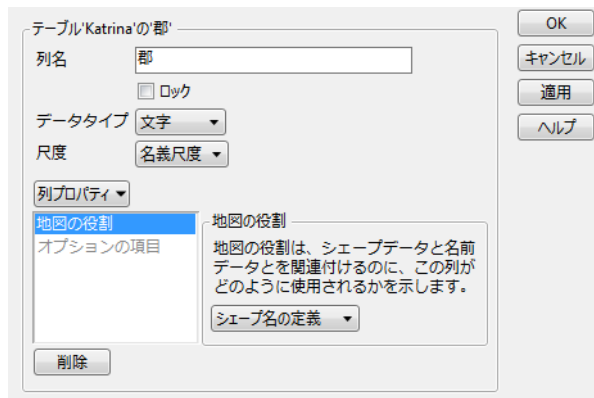 テーブル'Katrina'の'郡'
列名 郡
ロック
データタイプ 文字
尺度 名義尺度
列プロパティ
地図の役割
オプションの項目
地図の役割
地図の役割は、シェープデータと名前
データとを関連付けるのに、この列が
どのように使用されるかを示します。
シェープ名の定義
削除
OK
キャンセル
適用
ヘルプ